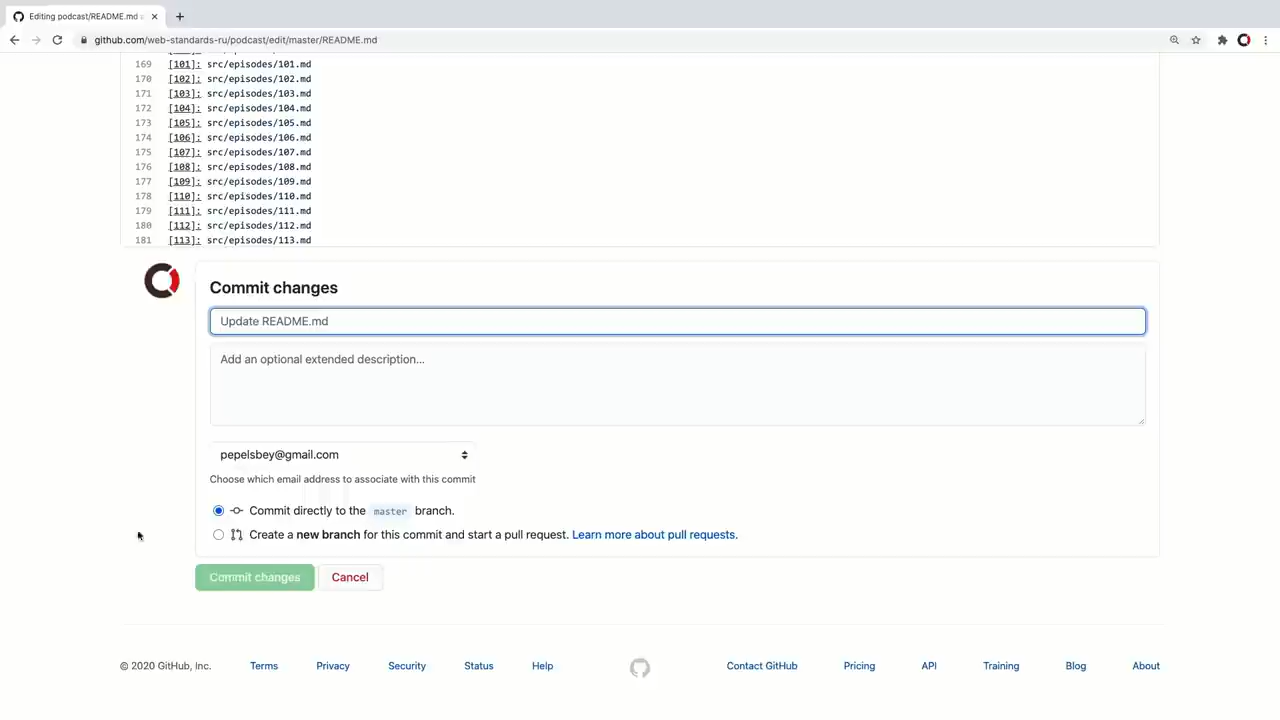 Editing podcast/README.md
github.com/web-standards-ru/podcast/edit/master/README.md
169 [101]: src/episodes/101.md
170 [102]: src/episodes/102.md
171 [103]: src/episodes/103.md
172 [104]: src/episodes/104.md
173 [105]: src/episodes/105.md
174 [106]: src/episodes/106.md
175 [107]: src/episodes/107.md
176 [108]: src/episodes/108.md
177 [109]: src/episodes/109.md
178 [110]: src/episodes/110.md
179 [111]: src/episodes/111.md
180 [112]: src/episodes/112.md
181 [113]: src/episodes/113.md
Commit changes
Update README.md
Add an optional extended description...
pepelsbey@gmail.com
Choose which email address to associate with this commit
Commit directly to the master branch.
Create a new branch for this commit and start a pull request. Learn more about pull requests.
Commit changes Cancel
© 2020 GitHub, Inc. Terms Privacy Security Status Help Contact GitHub Pricing API Training Blog About